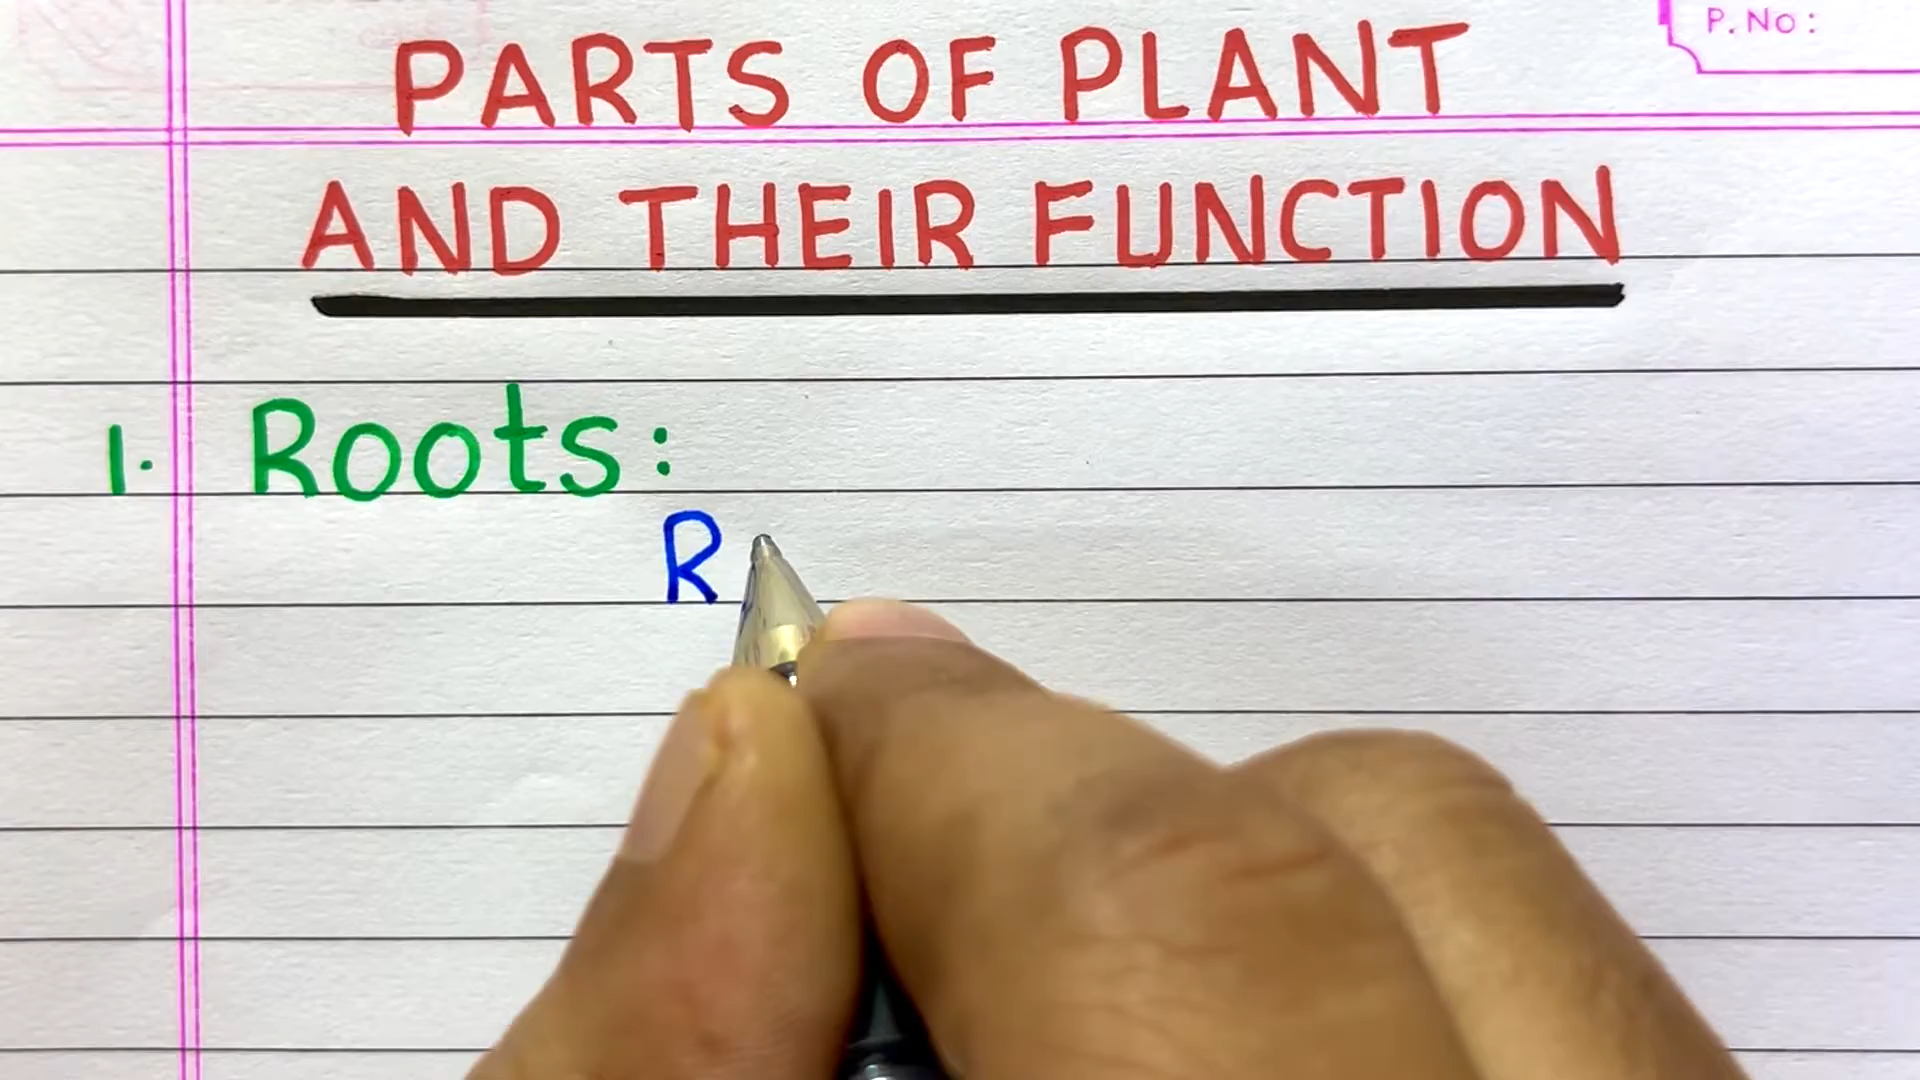 P. No:
PARTS OF PLANT
AND THEIR FUNCTION
1. Roots:
R